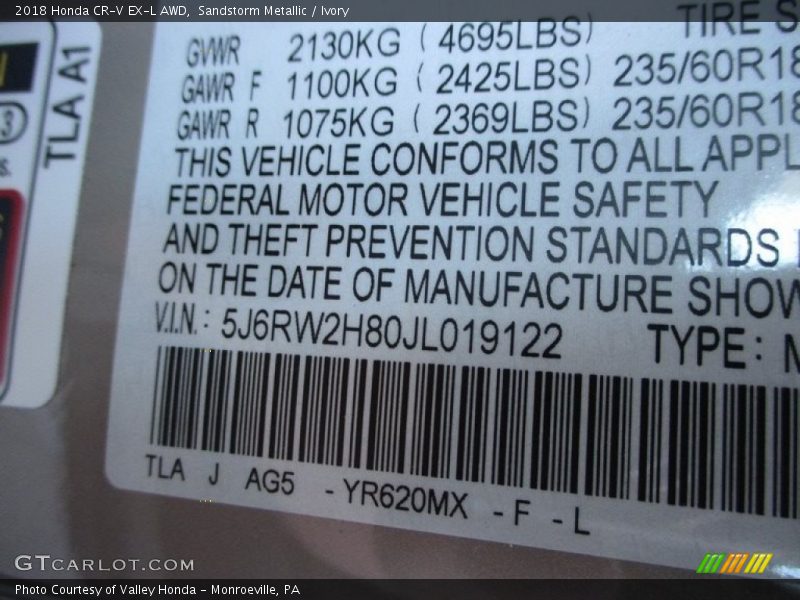 2018 Honda CR-V EX-L AWD, Sandstorm Metallic / Ivory
TIRE S
GVWR 2130KG ( 4695LBS)
GAWR F 1100KG ( 2425LBS) 235/60R18
GAWR R 1075KG ( 2369LBS) 235/60R18
THIS VEHICLE CONFORMS TO ALL APPL
FEDERAL MOTOR VEHICLE SAFETY
AND THEFT PREVENTION STANDARDS
ON THE DATE OF MANUFACTURE SHOW
V.I.N.: 5J6RW2H80JL019122 TYPE: M
TLA J AG5 -YR620MX -F -L
TLA A1
3
GTCARLOT.COM
Photo Courtesy of Valley Honda - Monroeville, PA